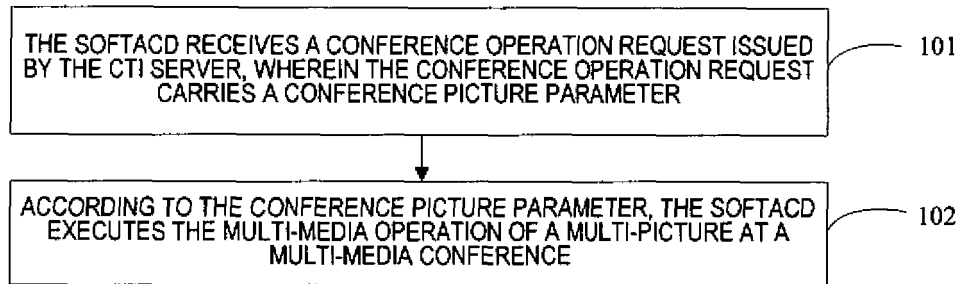 THE SOFTACD RECEIVES A CONFERENCE OPERATION REQUEST ISSUED
BY THE CTI SERVER, WHEREIN THE CONFERENCE OPERATION REQUEST
CARRIES A CONFERENCE PICTURE PARAMETER
101
ACCORDING TO THE CONFERENCE PICTURE PARAMETER, THE SOFTACD
EXECUTES THE MULTI-MEDIA OPERATION OF A MULTI-PICTURE AT A
MULTI-MEDIA CONFERENCE
102